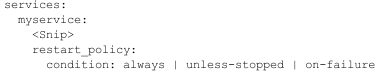 services:
  myservice:
    <Snip>
    restart_policy:
      condition: always | unless-stopped | on-failure